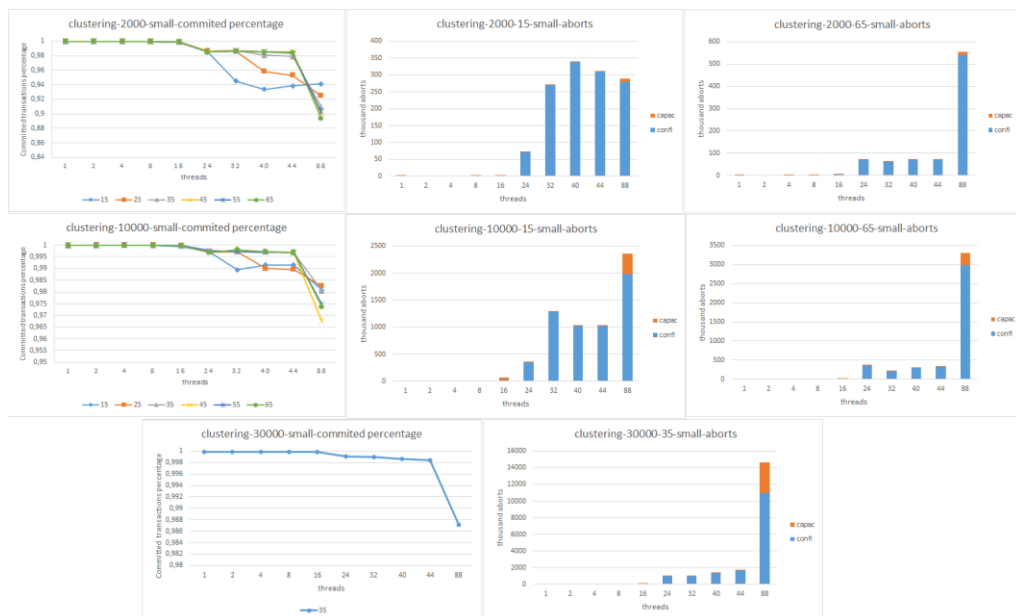 clustering-2000-small-commited percentage
Committed transactions percentage
1
0,98
0,96
0,94
0,92
0,9
0,88
0,86
0,84
1 2 4 8 16 24 32 40 44 88
threads
15 25 35 45 55 65
clustering-2000-15-small-aborts
thousand aborts
400
350
300
250
200
150
100
50
0
1 2 4 8 16 24 32 40 44 88
threads
capac
confl
clustering-2000-65-small-aborts
thousand aborts
600
500
400
300
200
100
0
1 2 4 8 16 24 32 40 44 88
threads
capac
confl
clustering-10000-small-commited percentage
Committed transactions percentage
1
0,995
0,99
0,985
0,98
0,975
0,97
0,965
0,96
0,955
0,95
1 2 4 8 16 24 32 40 44 88
threads
15 25 35 45 55 65
clustering-10000-15-small-aborts
thousand aborts
2500
2000
1500
1000
500
0
1 2 4 8 16 24 32 40 44 88
threads
capac
confl
clustering-10000-65-small-aborts
thousand aborts
3500
3000
2500
2000
1500
1000
500
0
1 2 4 8 16 24 32 40 44 88
threads
capac
confl
clustering-30000-small-commited percentage
Committed transactions percentage
1
0,998
0,996
0,994
0,992
0,99
0,988
0,986
0,984
0,982
0,98
1 2 4 8 16 24 32 40 44 88
threads
35
clustering-30000-35-small-aborts
thousand aborts
16000
14000
12000
10000
8000
6000
4000
2000
0
1 2 4 8 16 24 32 40 44 88
threads
capac
confl